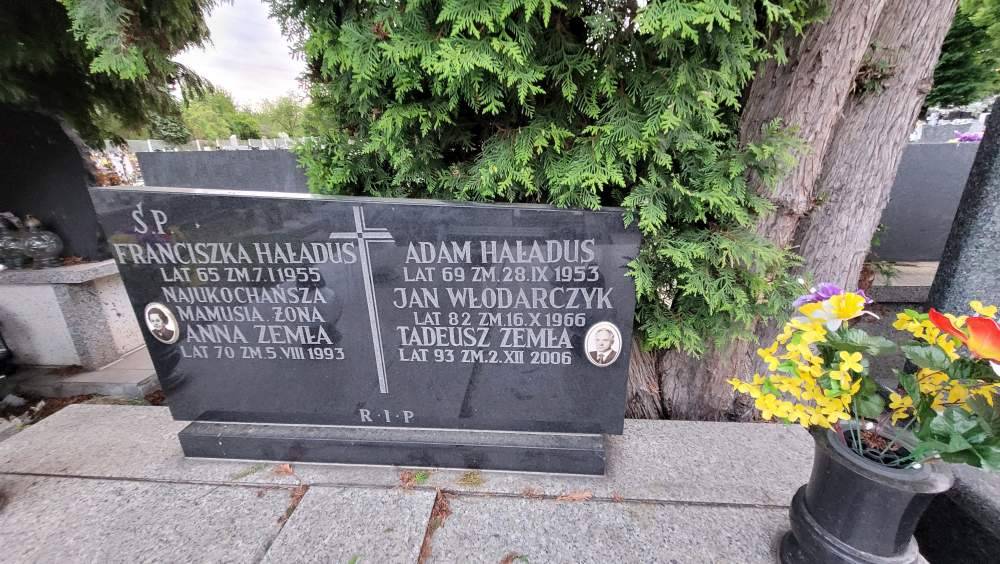 Ś.P.
FRANCISZKA HAŁADUS
LAT 65 ZM.7.I 1955
NAJUKOCHAŃSZA
MAMUSIA, ŻONA
ANNA ZEMŁA
LAT 70 ZM.5 VIII 1993
ADAM HAŁADUS
LAT 69 ZM.28.IX 1953
JAN WŁODARCZYK
LAT 82 ZM.16.X 1966
TADEUSZ ZEMŁA
LAT 93 ZM.2.XII 2006
R·I·P